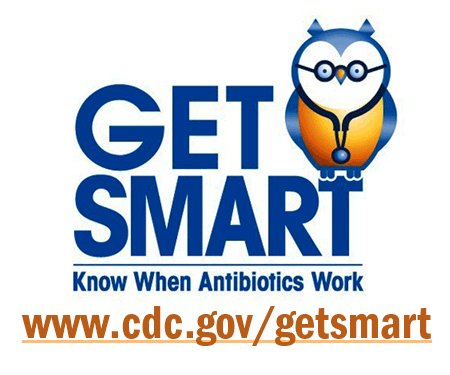 GET
SMART
Know When Antibiotics Work
www.cdc.gov/getsmart